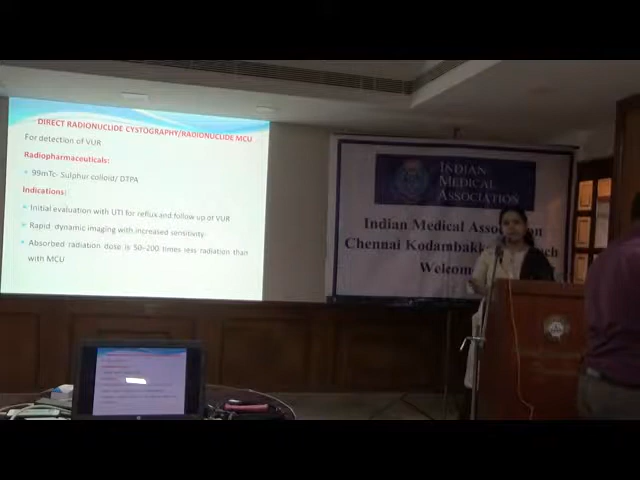 DIRECT RADIONUCLIDE CYSTOGRAPHY/RADIONUCLIDE MCU
For detection of VUR
Radiopharmaceuticals:
99mTc- Sulphur colloid/ DTPA
Indications:
Initial evaluation with UTI for reflux and follow up of VUR
Rapid dynamic imaging with increased sensitivity
Absorbed radiation dose is 50-200 times less radiation than
with MCU
INDIAN
MEDICAL
ASSOCIATION
Indian Medical Association
Chennai Kodambakk
Welcom